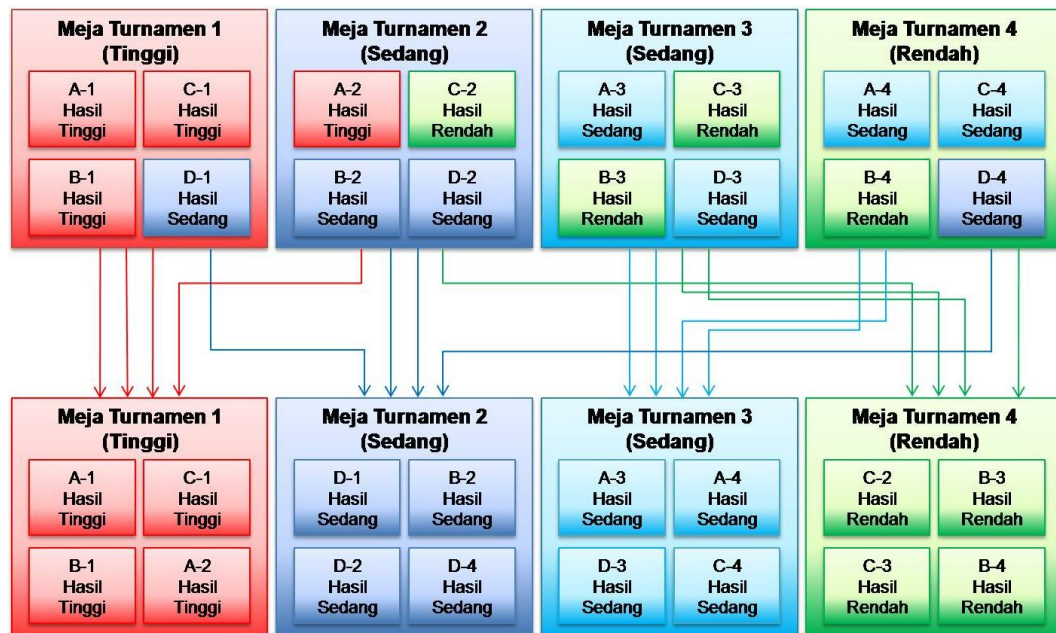 Meja Turnamen 1
(Tinggi)
A-1
Hasil
Tinggi
C-1
Hasil
Tinggi
B-1
Hasil
Tinggi
D-1
Hasil
Sedang
Meja Turnamen 2
(Sedang)
A-2
Hasil
Tinggi
C-2
Hasil
Rendah
B-2
Hasil
Sedang
D-2
Hasil
Sedang
Meja Turnamen 3
(Sedang)
A-3
Hasil
Sedang
C-3
Hasil
Rendah
B-3
Hasil
Rendah
D-3
Hasil
Sedang
Meja Turnamen 4
(Rendah)
A-4
Hasil
Sedang
C-4
Hasil
Sedang
B-4
Hasil
Rendah
D-4
Hasil
Sedang
Meja Turnamen 1
(Tinggi)
A-1
Hasil
Tinggi
C-1
Hasil
Tinggi
B-1
Hasil
Tinggi
A-2
Hasil
Tinggi
Meja Turnamen 2
(Sedang)
D-1
Hasil
Sedang
B-2
Hasil
Sedang
D-2
Hasil
Sedang
D-4
Hasil
Sedang
Meja Turnamen 3
(Sedang)
A-3
Hasil
Sedang
A-4
Hasil
Sedang
D-3
Hasil
Sedang
C-4
Hasil
Sedang
Meja Turnamen 4
(Rendah)
C-2
Hasil
Rendah
B-3
Hasil
Rendah
C-3
Hasil
Rendah
B-4
Hasil
Rendah